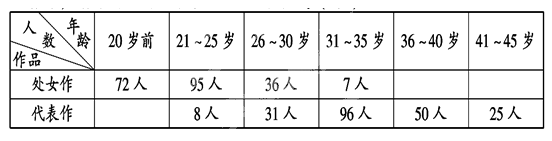 人数 年龄 作品 20岁前 21~25岁 26~30岁 31~35岁 36~40岁 41~45岁
处女作 72人 95人 36人 7人
代表作 8人 31人 96人 50人 25人